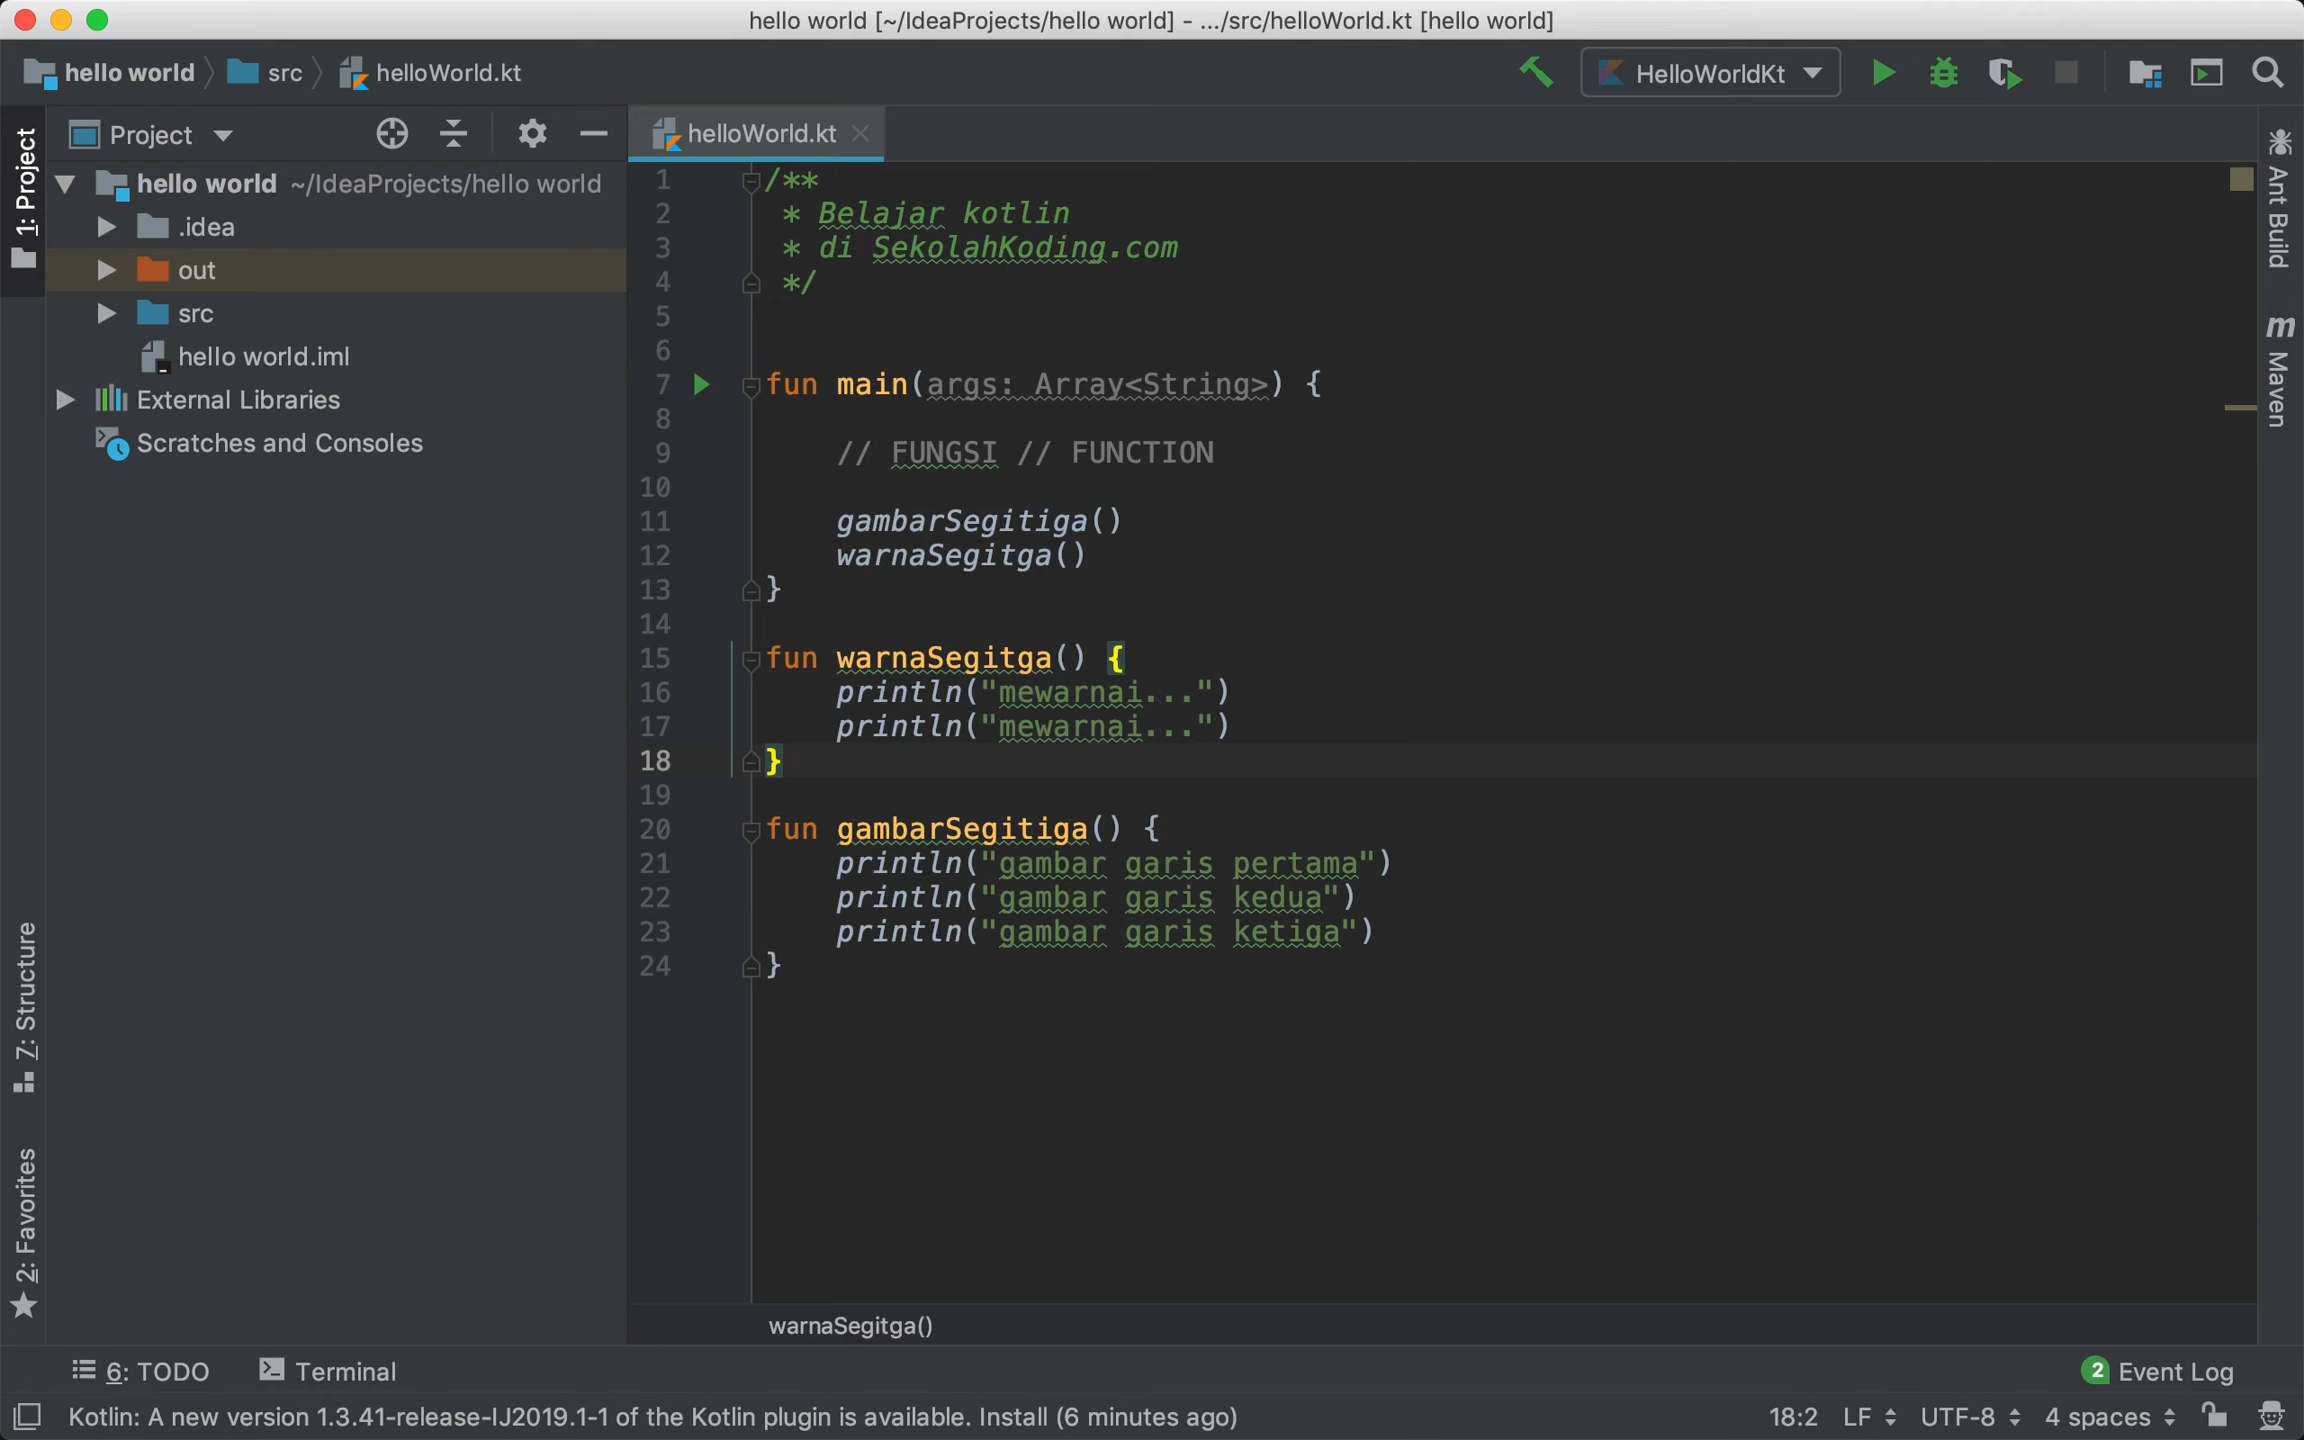 hello world [~/IdeaProjects/hello world] - .../src/helloWorld.kt [hello world]
hello world src helloWorld.kt HelloWorldKt
1: Project
Project
hello world ~/IdeaProjects/hello world
.idea
out
src
hello world.iml
External Libraries
Scratches and Consoles
7: Structure
2: Favorites
helloWorld.kt
1 /**
2 * Belajar kotlin
3 * di SekolahKoding.com
4 */
5
6
7 fun main(args: Array<String>) {
8
9 // FUNGSI // FUNCTION
10
11 gambarSegitiga()
12 warnaSegitga()
13 }
14
15 fun warnaSegitga() {
16 println("mewarnai...")
17 println("mewarnai...")
18 }
19
20 fun gambarSegitiga() {
21 println("gambar garis pertama")
22 println("gambar garis kedua")
23 println("gambar garis ketiga")
24 }
warnaSegitga()
Ant Build
m Maven
6: TODO Terminal 2 Event Log
Kotlin: A new version 1.3.41-release-IJ2019.1-1 of the Kotlin plugin is available. Install (6 minutes ago) 18:2 LF UTF-8 4 spaces